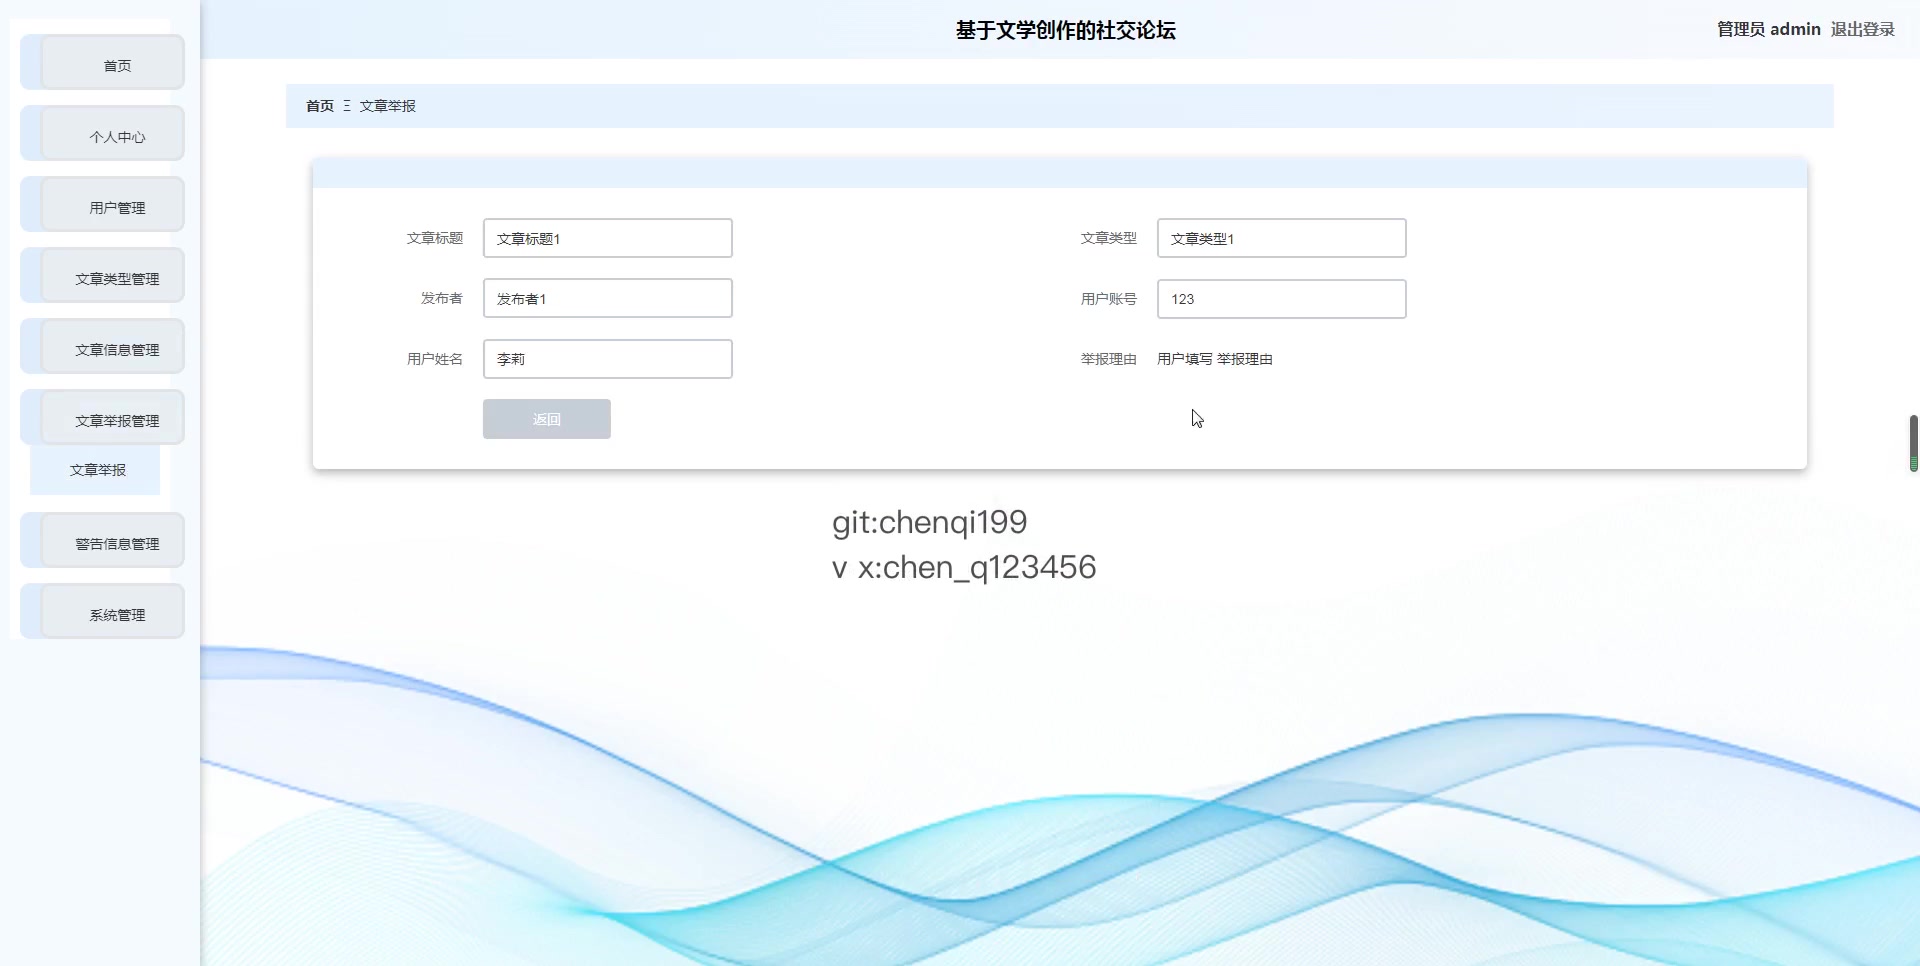 基于文学创作的社交论坛
管理员 admin 退出登录
首页
个人中心
用户管理
文章类型管理
文章信息管理
文章举报管理
文章举报
警告信息管理
系统管理
首页 Ξ 文章举报
文章标题 文章标题1
文章类型 文章类型1
发布者 发布者1
用户账号 123
用户姓名 李莉
举报理由 用户填写 举报理由
返回
git:chenqi199
v x:chen_q123456